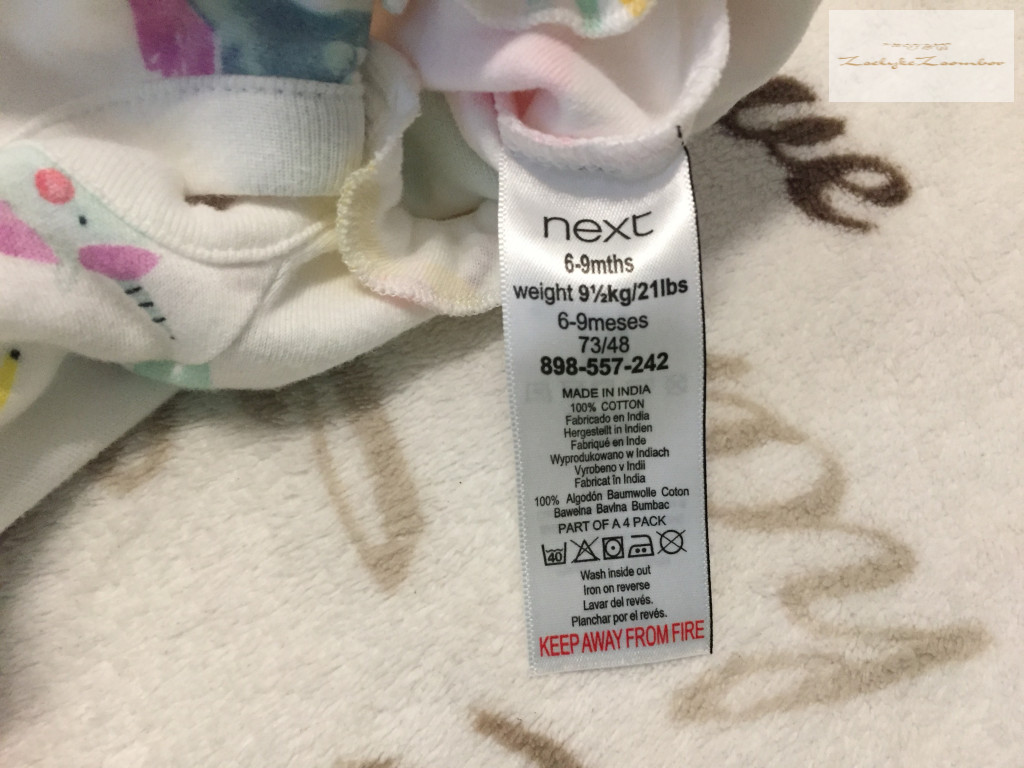 next
6-9mths
weight 9½kg/21lbs
6-9meses
73/48
898-557-242
MADE IN INDIA
100% COTTON
Fabricado en India
Hergestellt in Indien
Fabriqué en Inde
Wyprodukowano w Indiach
Vyrobeno v Indii
Fabricat în India
100% Algodón Baumwolle Coton
Bawełna Bavlna Bumbac
PART OF A 4 PACK
40
Wash inside out
Iron on reverse
Lavar del revés.
Planchar por el revés.
KEEP AWAY FROM FIRE